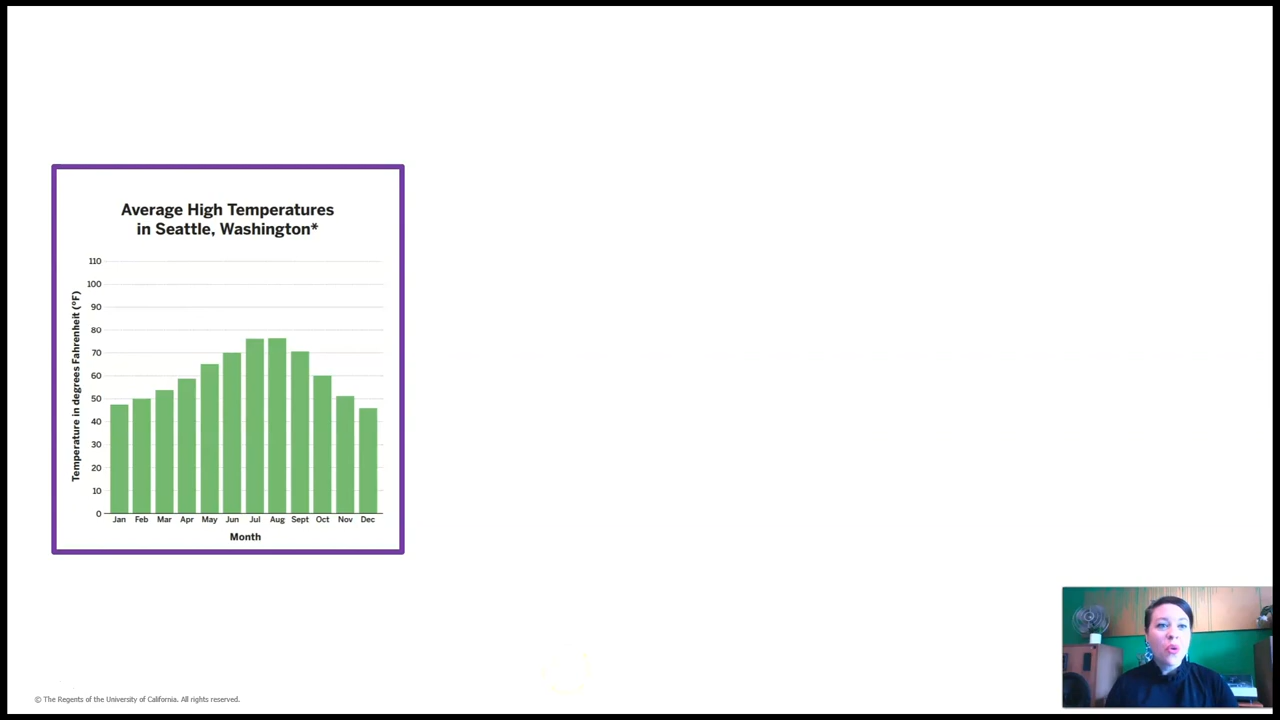 Average High Temperatures
in Seattle, Washington*
Temperature in degrees Fahrenheit (°F)
110
100
90
80
70
60
50
40
30
20
10
0
Jan Feb Mar Apr May Jun Jul Aug Sept Oct Nov Dec
Month
© The Regents of the University of California. All rights reserved.